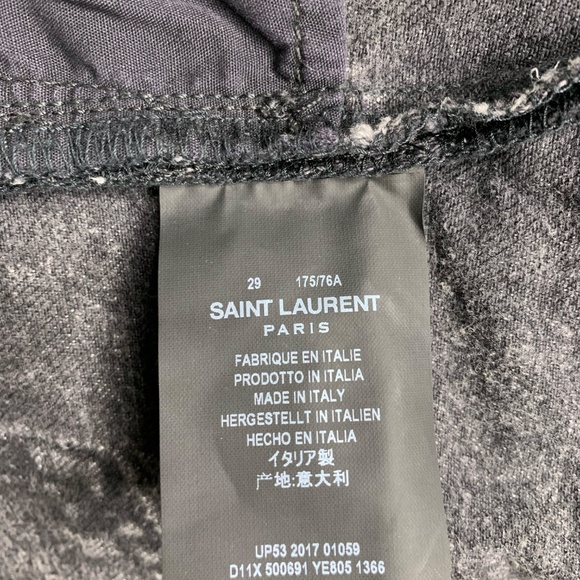 29 175/76A
SAINT LAURENT
PARIS
FABRIQUE EN ITALIE
PRODOTTO IN ITALIA
MADE IN ITALY
HERGESTELLT IN ITALIEN
HECHO EN ITALIA
イタリア製
产地:意大利
UP53 2017 01059
D11X 500691 YE805 1366